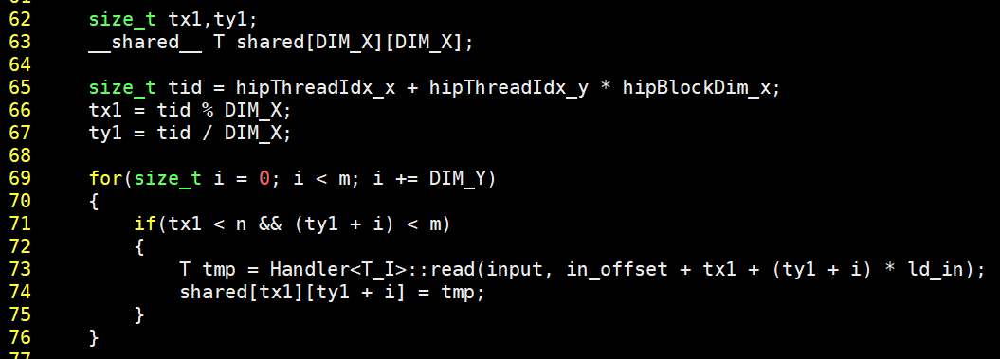 62     size_t tx1,ty1;
63     __shared__ T shared[DIM_X][DIM_X];
64
65     size_t tid = hipThreadIdx_x + hipThreadIdx_y * hipBlockDim_x;
66     tx1 = tid % DIM_X;
67     ty1 = tid / DIM_X;
68
69     for(size_t i = 0; i < m; i += DIM_Y)
70     {
71         if(tx1 < n && (ty1 + i) < m)
72         {
73             T tmp = Handler<T_I>::read(input, in_offset + tx1 + (ty1 + i) * ld_in);
74             shared[tx1][ty1 + i] = tmp;
75         }
76     }
77